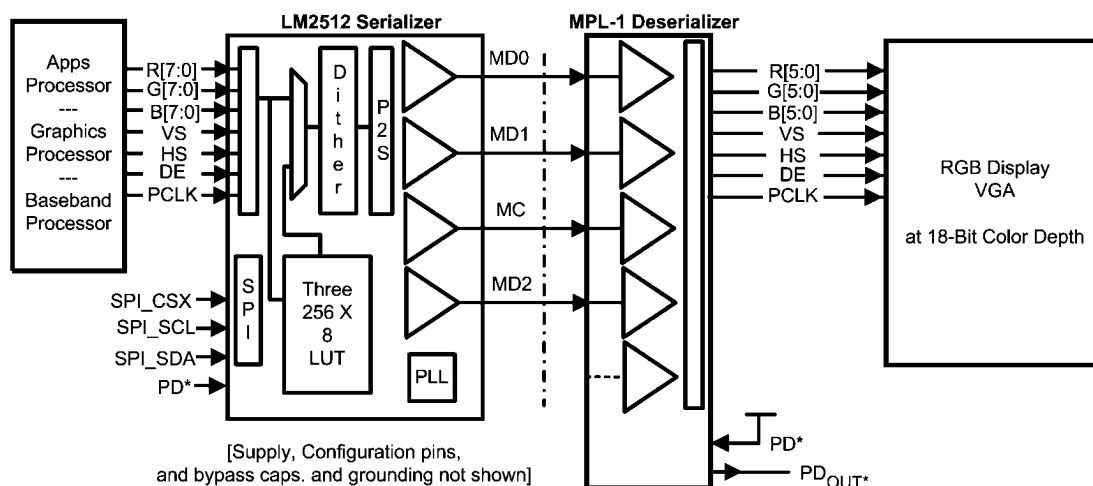 LM2512 Serializer
MPL-1 Deserializer
Apps
Processor
---
Graphics
Processor
---
Baseband
Processor
R[7:0]
G[7:0]
B[7:0]
VS
HS
DE
PCLK
SPI_CSX
SPI_SCL
SPI_SDA
PD*
SPI
Three
256 X
8
LUT
Dither
P2S
PLL
MD0
MD1
MC
MD2
R[5:0]
G[5:0]
B[5:0]
VS
HS
DE
PCLK
RGB Display
VGA
at 18-Bit Color Depth
PD*
PDOUT*
[Supply, Configuration pins,
and bypass caps. and grounding not shown]